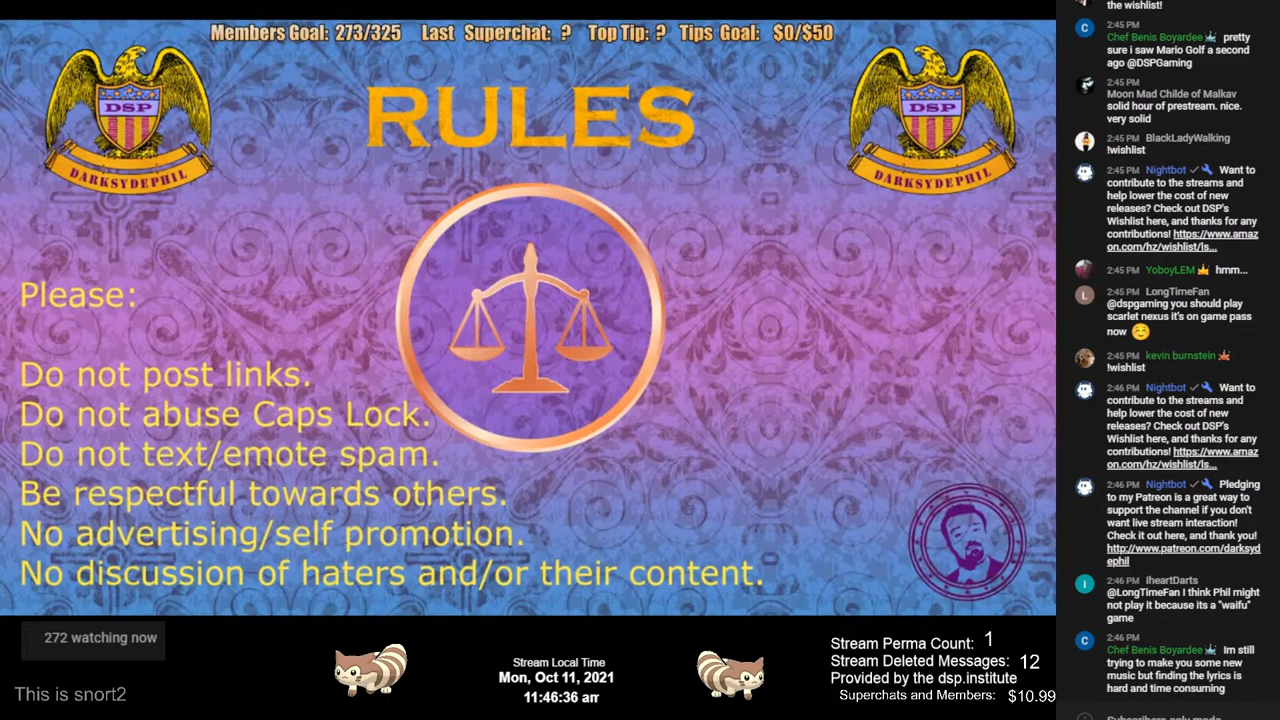 Members Goal: 273/325 Last Superchat: ? Top Tip: ? Tips Goal: $0/$50
DSP
DARKSYDEPHIL
RULES
DSP
DARKSYDEPHIL
Please:
Do not post links.
Do not abuse Caps Lock.
Do not text/emote spam.
Be respectful towards others.
No advertising/self promotion.
No discussion of haters and/or their content.
272 watching now
This is snort2
Stream Local Time
Mon, Oct 11, 2021
11:46:36 am
Stream Perma Count: 1
Stream Deleted Messages: 12
Provided by the dsp.institute
Superchats and Members: $10.99
the wishlist!
2:45 PM
C
Chef Benis Boyardee pretty
sure i saw Mario Golf a second
ago @DSPGaming
2:45 PM
Moon Mad Childe of Malkav
solid hour of prestream. nice.
very solid
2:45 PM BlackLadyWalking
!wishlist
2:45 PM Nightbot Want to
contribute to the streams and
help lower the cost of new
releases? Check out DSP's
Wishlist here, and thanks for any
contributions! https://www.amaz
on.com/hz/wishlist/ls...
2:45 PM YoboyLEM hmm...
L
2:45 PM LongTimeFan
@dspgaming you should play
scarlet nexus it's on game pass
now
2:45 PM kevin burnstein
!wishlist
2:46 PM Nightbot Want to
contribute to the streams and
help lower the cost of new
releases? Check out DSP's
Wishlist here, and thanks for any
contributions! https://www.amaz
on.com/hz/wishlist/ls...
2:46 PM Nightbot Pledging
to my Patreon is a great way to
support the channel if you don't
want live stream interaction!
Check it out here, and thank you!
http://www.patreon.com/darksyd
ephil
I
2:46 PM IheartDarts
@LongTimeFan I think Phil might
not play it because its a "waifu"
game
2:46 PM
C
Chef Benis Boyardee Im still
trying to make you some new
music but finding the lyrics is
hard and time consuming
Subscribers-only mode